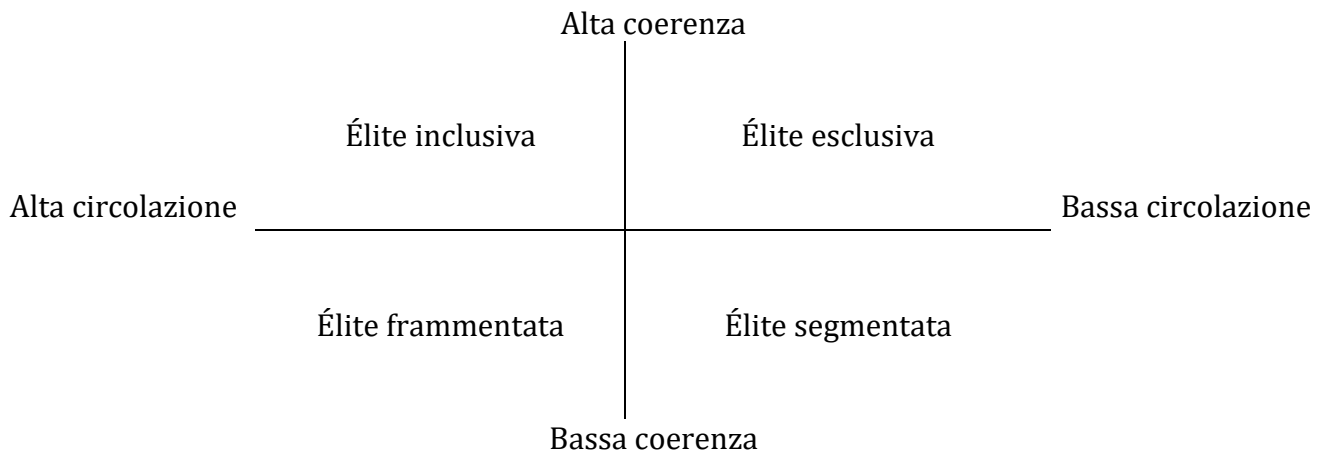 Alta coerenza
Élite inclusiva
Élite esclusiva
Alta circolazione
Bassa circolazione
Élite frammentata
Élite segmentata
Bassa coerenza